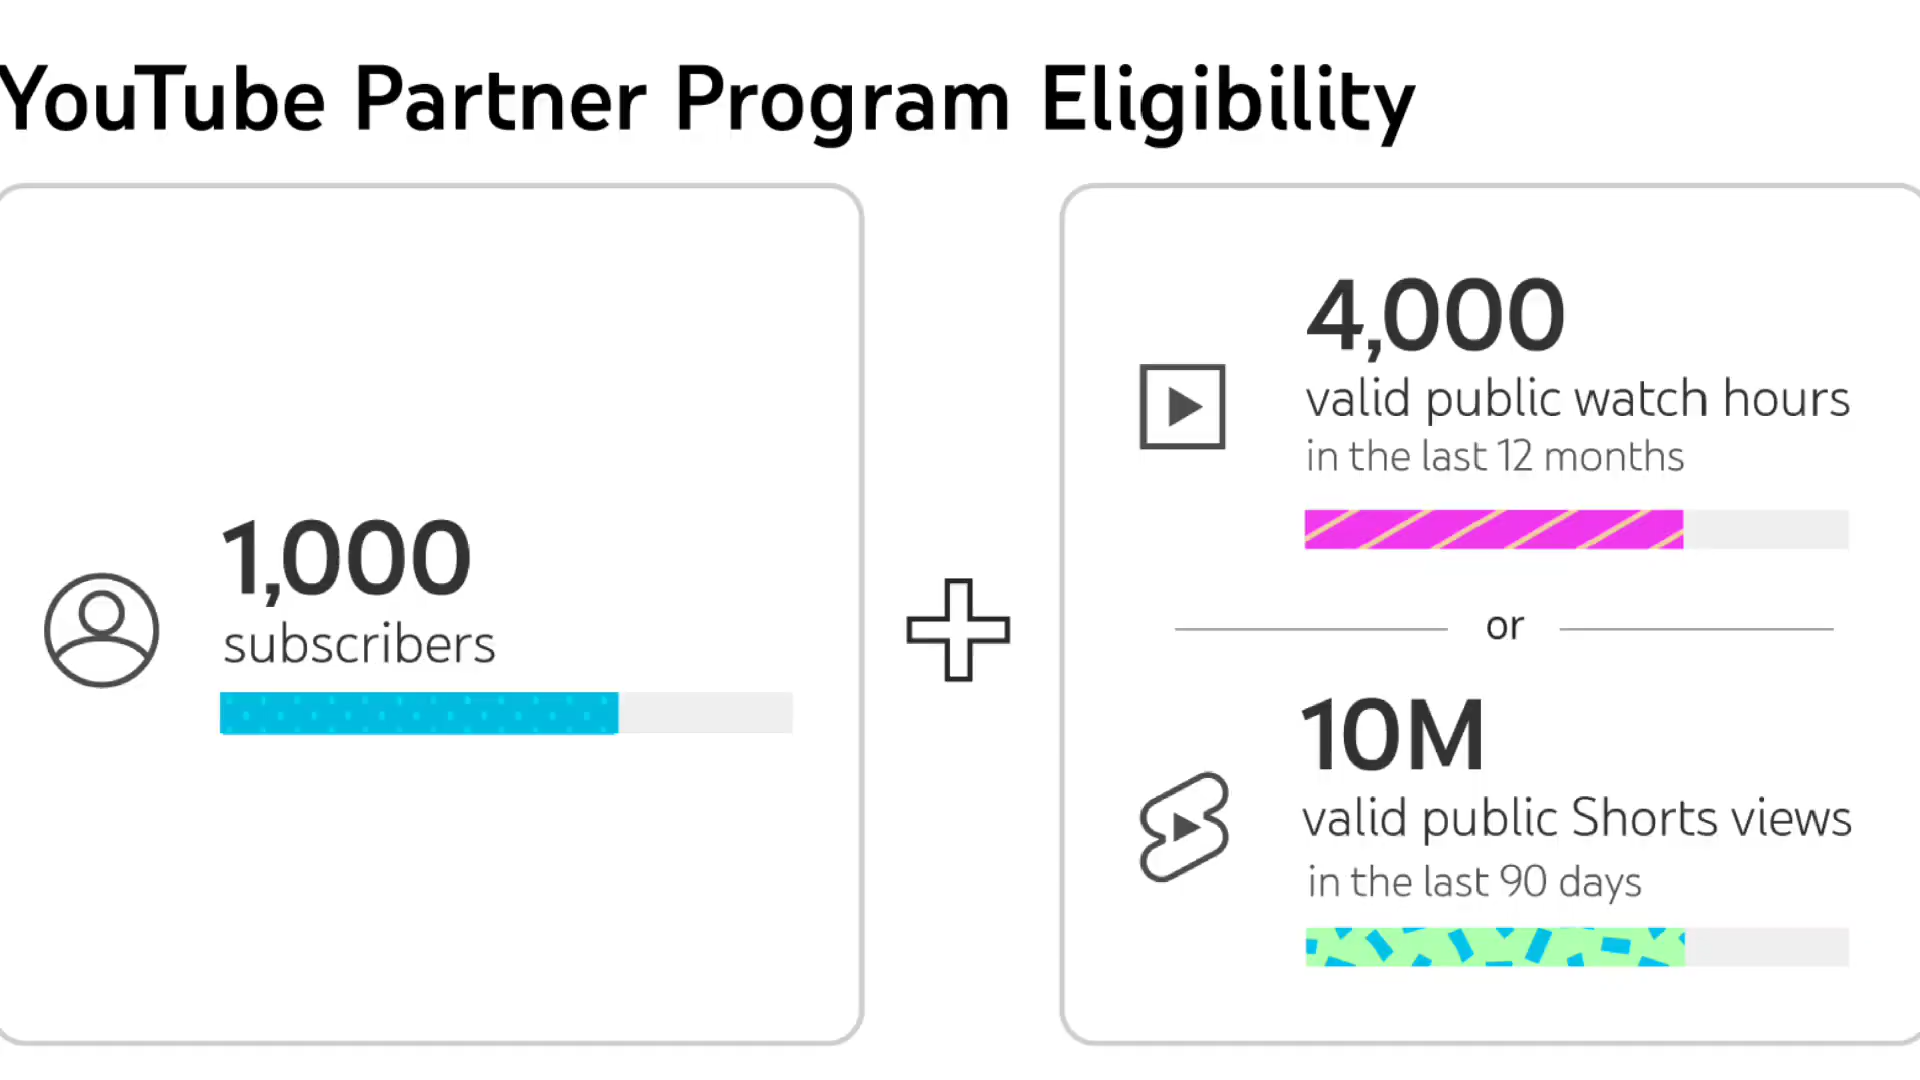 YouTube Partner Program Eligibility
1,000
subscribers
4,000
valid public watch hours
in the last 12 months
or
10M
valid public Shorts views
in the last 90 days